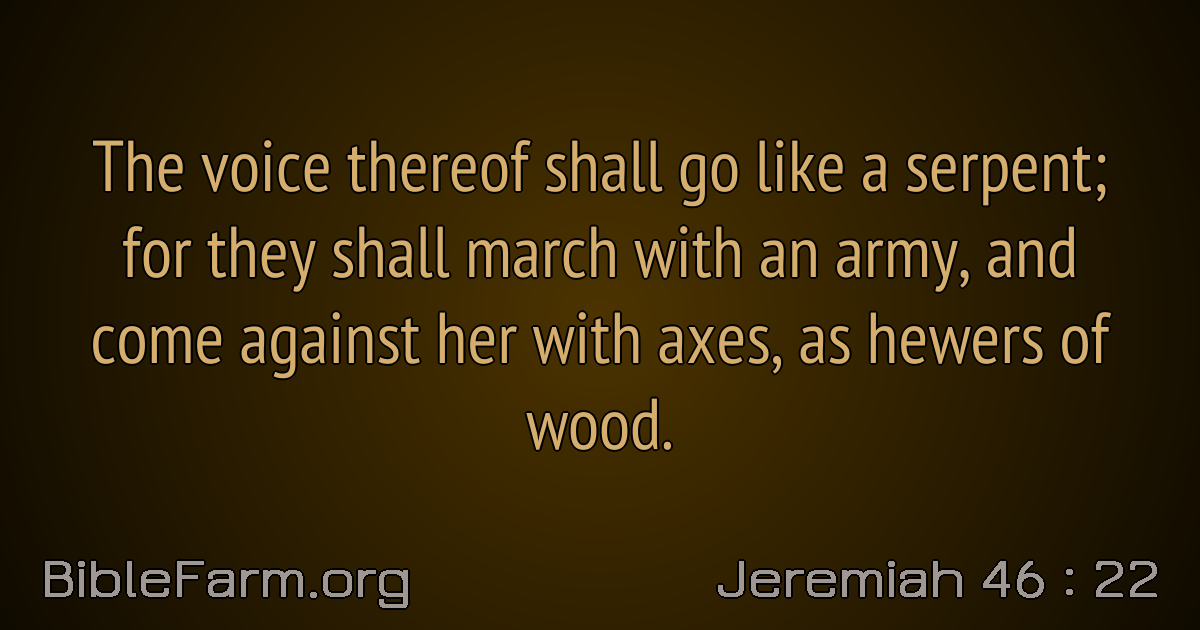 The voice thereof shall go like a serpent;
for they shall march with an army, and
come against her with axes, as hewers of
wood.
BibleFarm.org
Jeremiah 46 : 22